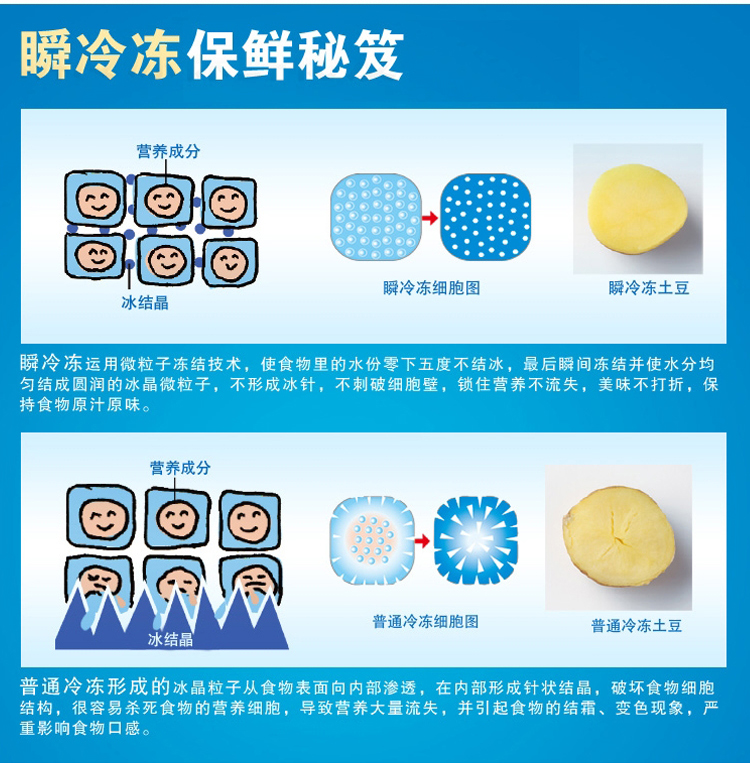 瞬冷冻保鲜秘笈
营养成分
冰结晶
瞬冷冻细胞图
瞬冷冻土豆
瞬冷冻运用微粒子冻结技术，使食物里的水份零下五度不结冰，最后瞬间冻结并使水分均
匀结成圆润的冰晶微粒子，不形成冰针，不刺破细胞壁，锁住营养不流失，美味不打折，保
持食物原汁原味。
营养成分
冰结晶
普通冷冻细胞图
普通冷冻土豆
普通冷冻形成的冰晶粒子从食物表面向内部渗透，在内部形成针状结晶，破坏食物细胞
结构，很容易杀死食物的营养细胞，导致营养大量流失，并引起食物的结霜、变色现象，严
重影响食物口感。